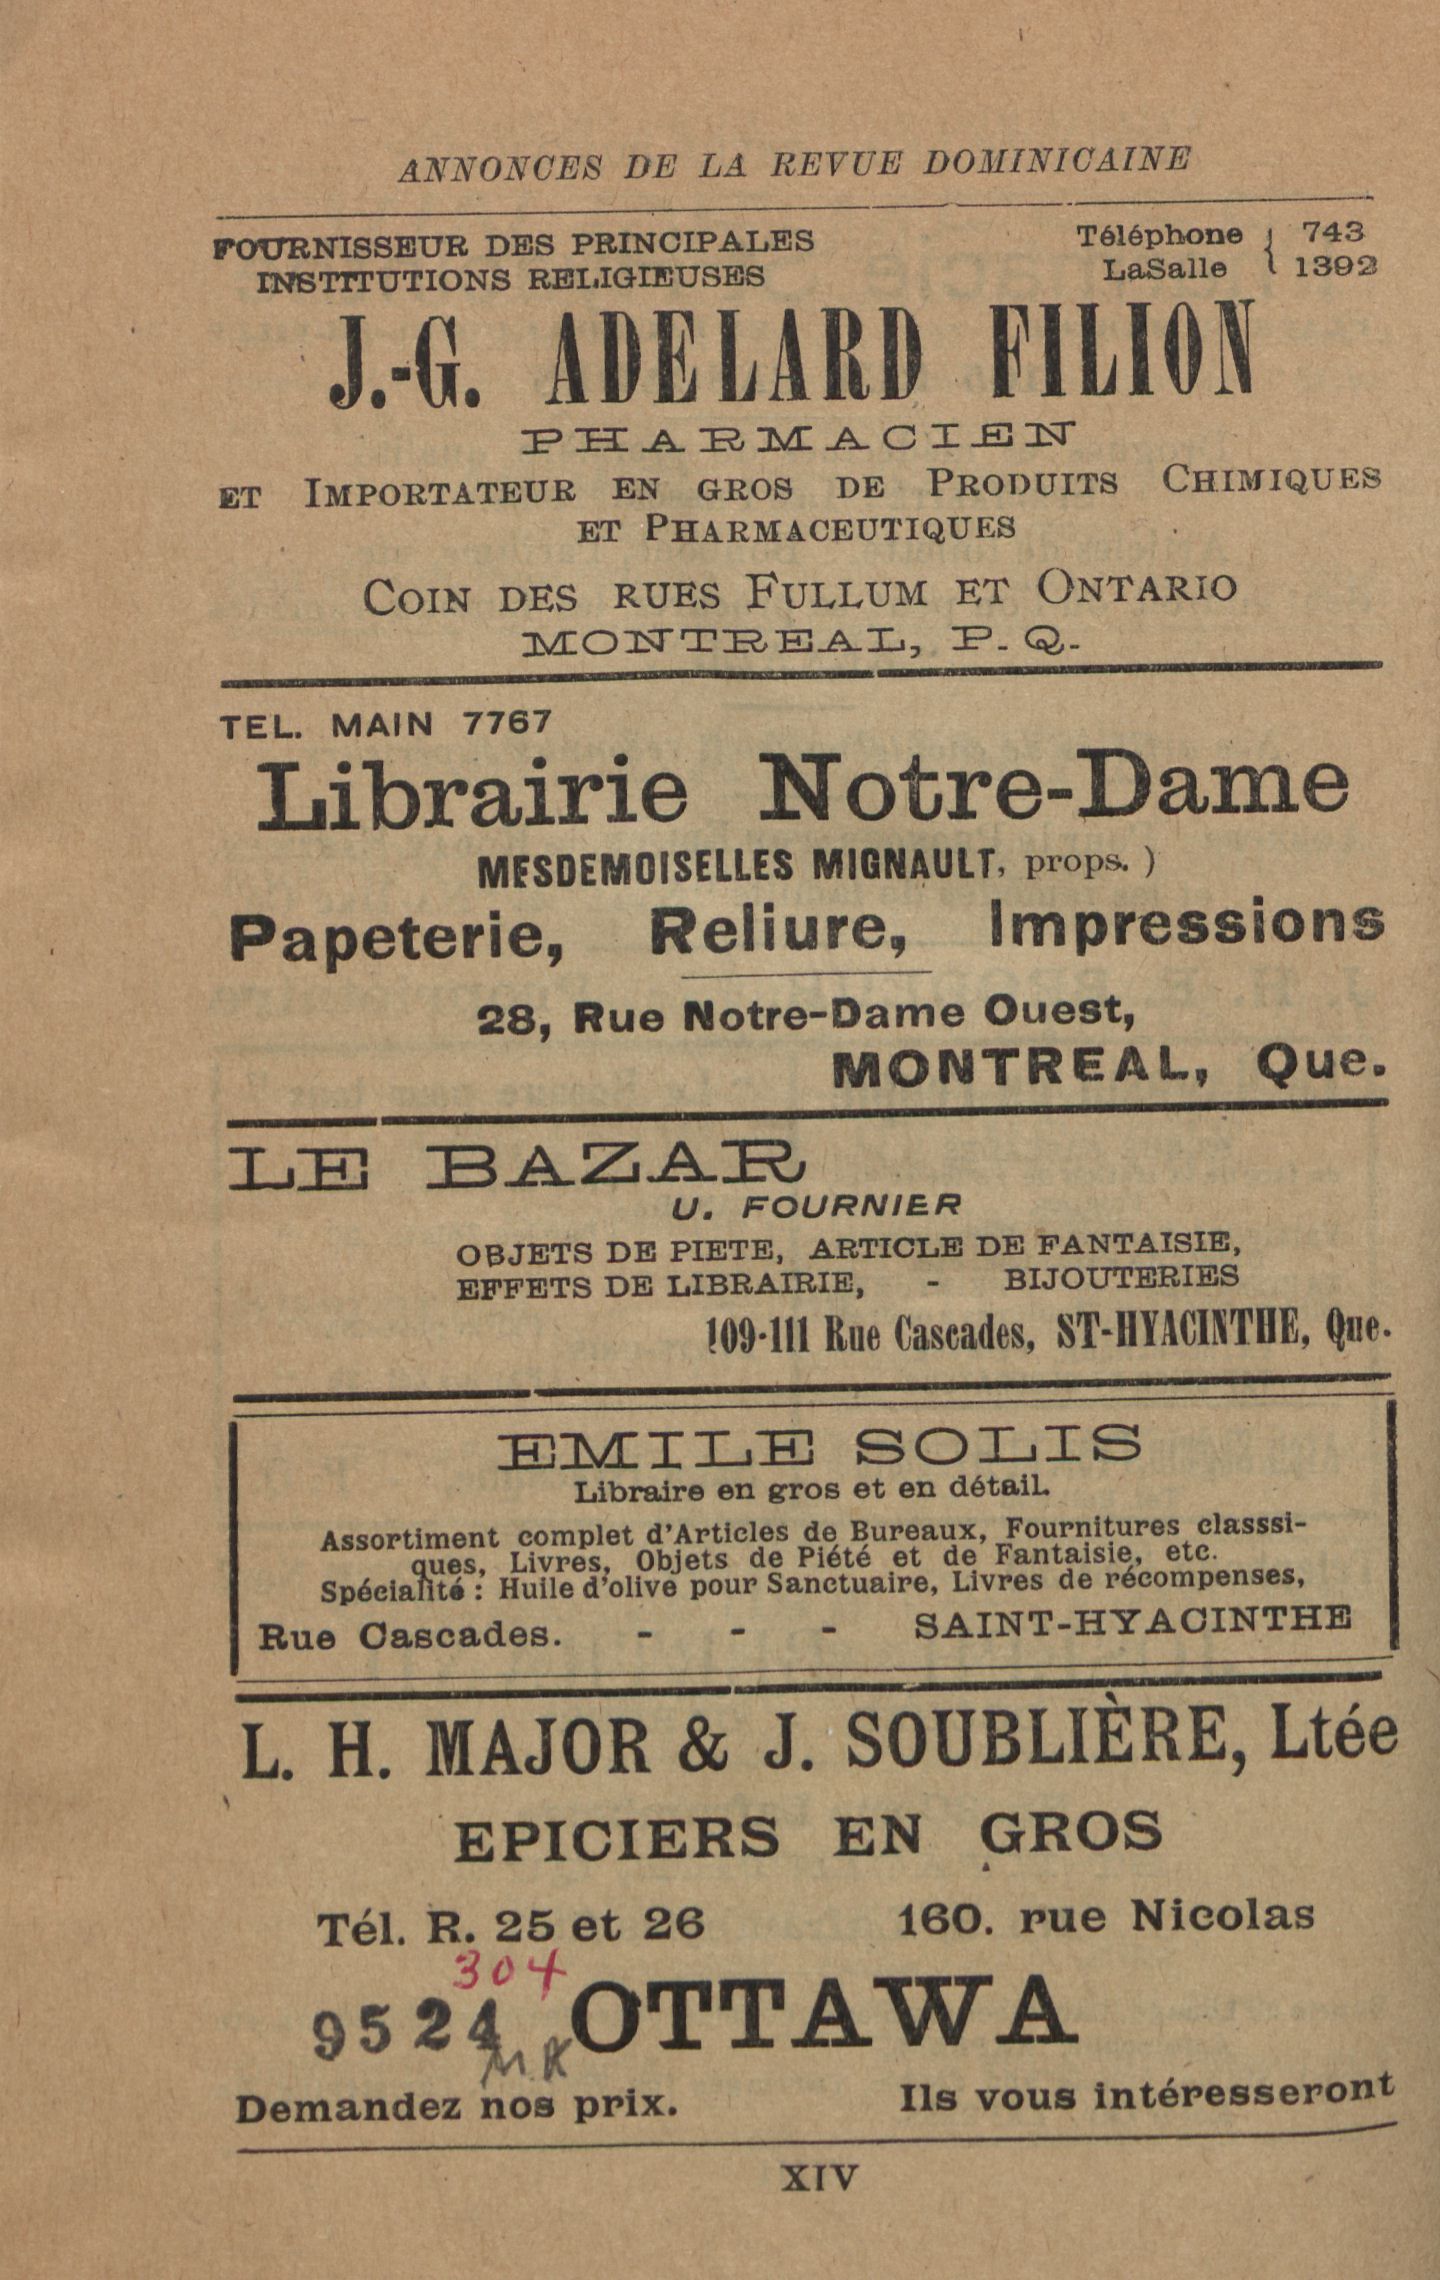 ANNONCES DE LA REVUE DOMINICAINE
FOURNISSEUR DES PRINCIPALES
INSTITUTIONS RELIGIEUSES
Téléphone LaSalle } 743
1392
J.-G. ADELARD FILION
PHARMACIEN
ET IMPORTATEUR EN GROS DE PRODUITS CHIMIQUES
ET PHARMACEUTIQUES
COIN DES RUES FULLUM ET ONTARIO
MONTREAL, P. Q.
TEL. MAIN 7767
Librairie Notre-Dame
MESDEMOISELLES MIGNAULT, props. )
Papeterie, Reliure, Impressions
28, Rue Notre-Dame Ouest,
MONTREAL, Que.
LE BAZAR
U. FOURNIER
OBJETS DE PIETE, ARTICLE DE FANTAISIE,
EFFETS DE LIBRAIRIE, - BIJOUTERIES
109-111 Rue Cascades, ST-HYACINTHE, Que.
EMILE SOLIS
Libraire en gros et en détail.
Assortiment complet d'Articles de Bureaux, Fournitures classsi-
ques, Livres, Objets de Piété et de Fantaisie, etc.
Spécialité : Huile d'olive pour Sanctuaire, Livres de récompenses,
Rue Cascades. - - - SAINT-HYACINTHE
L. H. MAJOR & J. SOUBLIÈRE, Ltée
EPICIERS EN GROS
Tél. R. 25 et 26 160. rue Nicolas
304
9524 OTTAWA
Demandez nos prix. Ils vous intéresseront
XIV